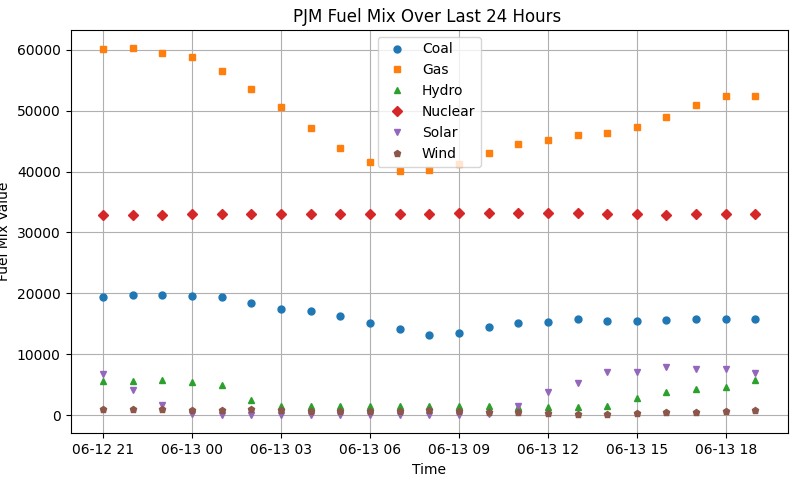 PJM Fuel Mix Over Last 24 Hours
60000
50000
40000
30000
20000
10000
0
Fuel Mix Value
Coal
Gas
Hydro
Nuclear
Solar
Wind
06-12 21
06-13 00
06-13 03
06-13 06
06-13 09
06-13 12
06-13 15
06-13 18
Time